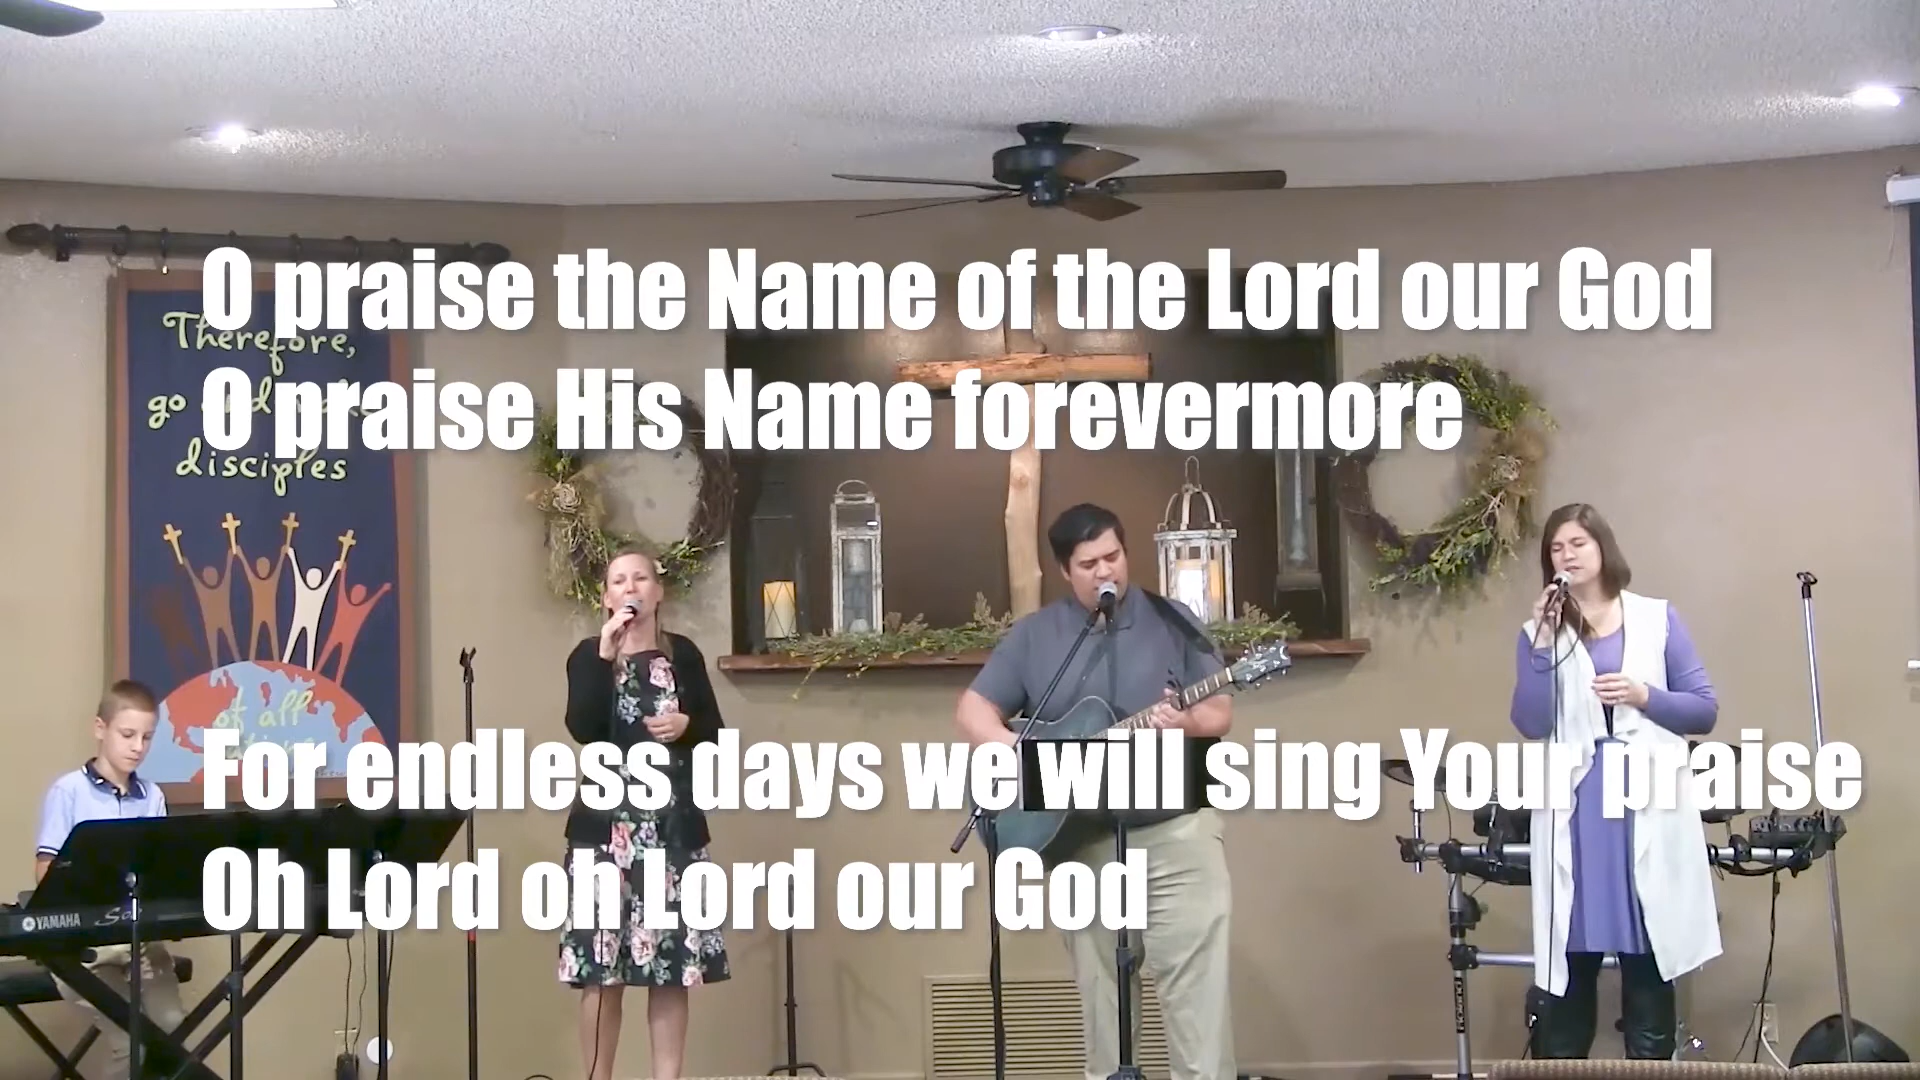 O praise the Name of the Lord our God
O praise His Name forevermore
For endless days we will sing Your praise
Oh Lord oh Lord our God
Therefore,
go
disciples
of all
YAMAHA
Roland